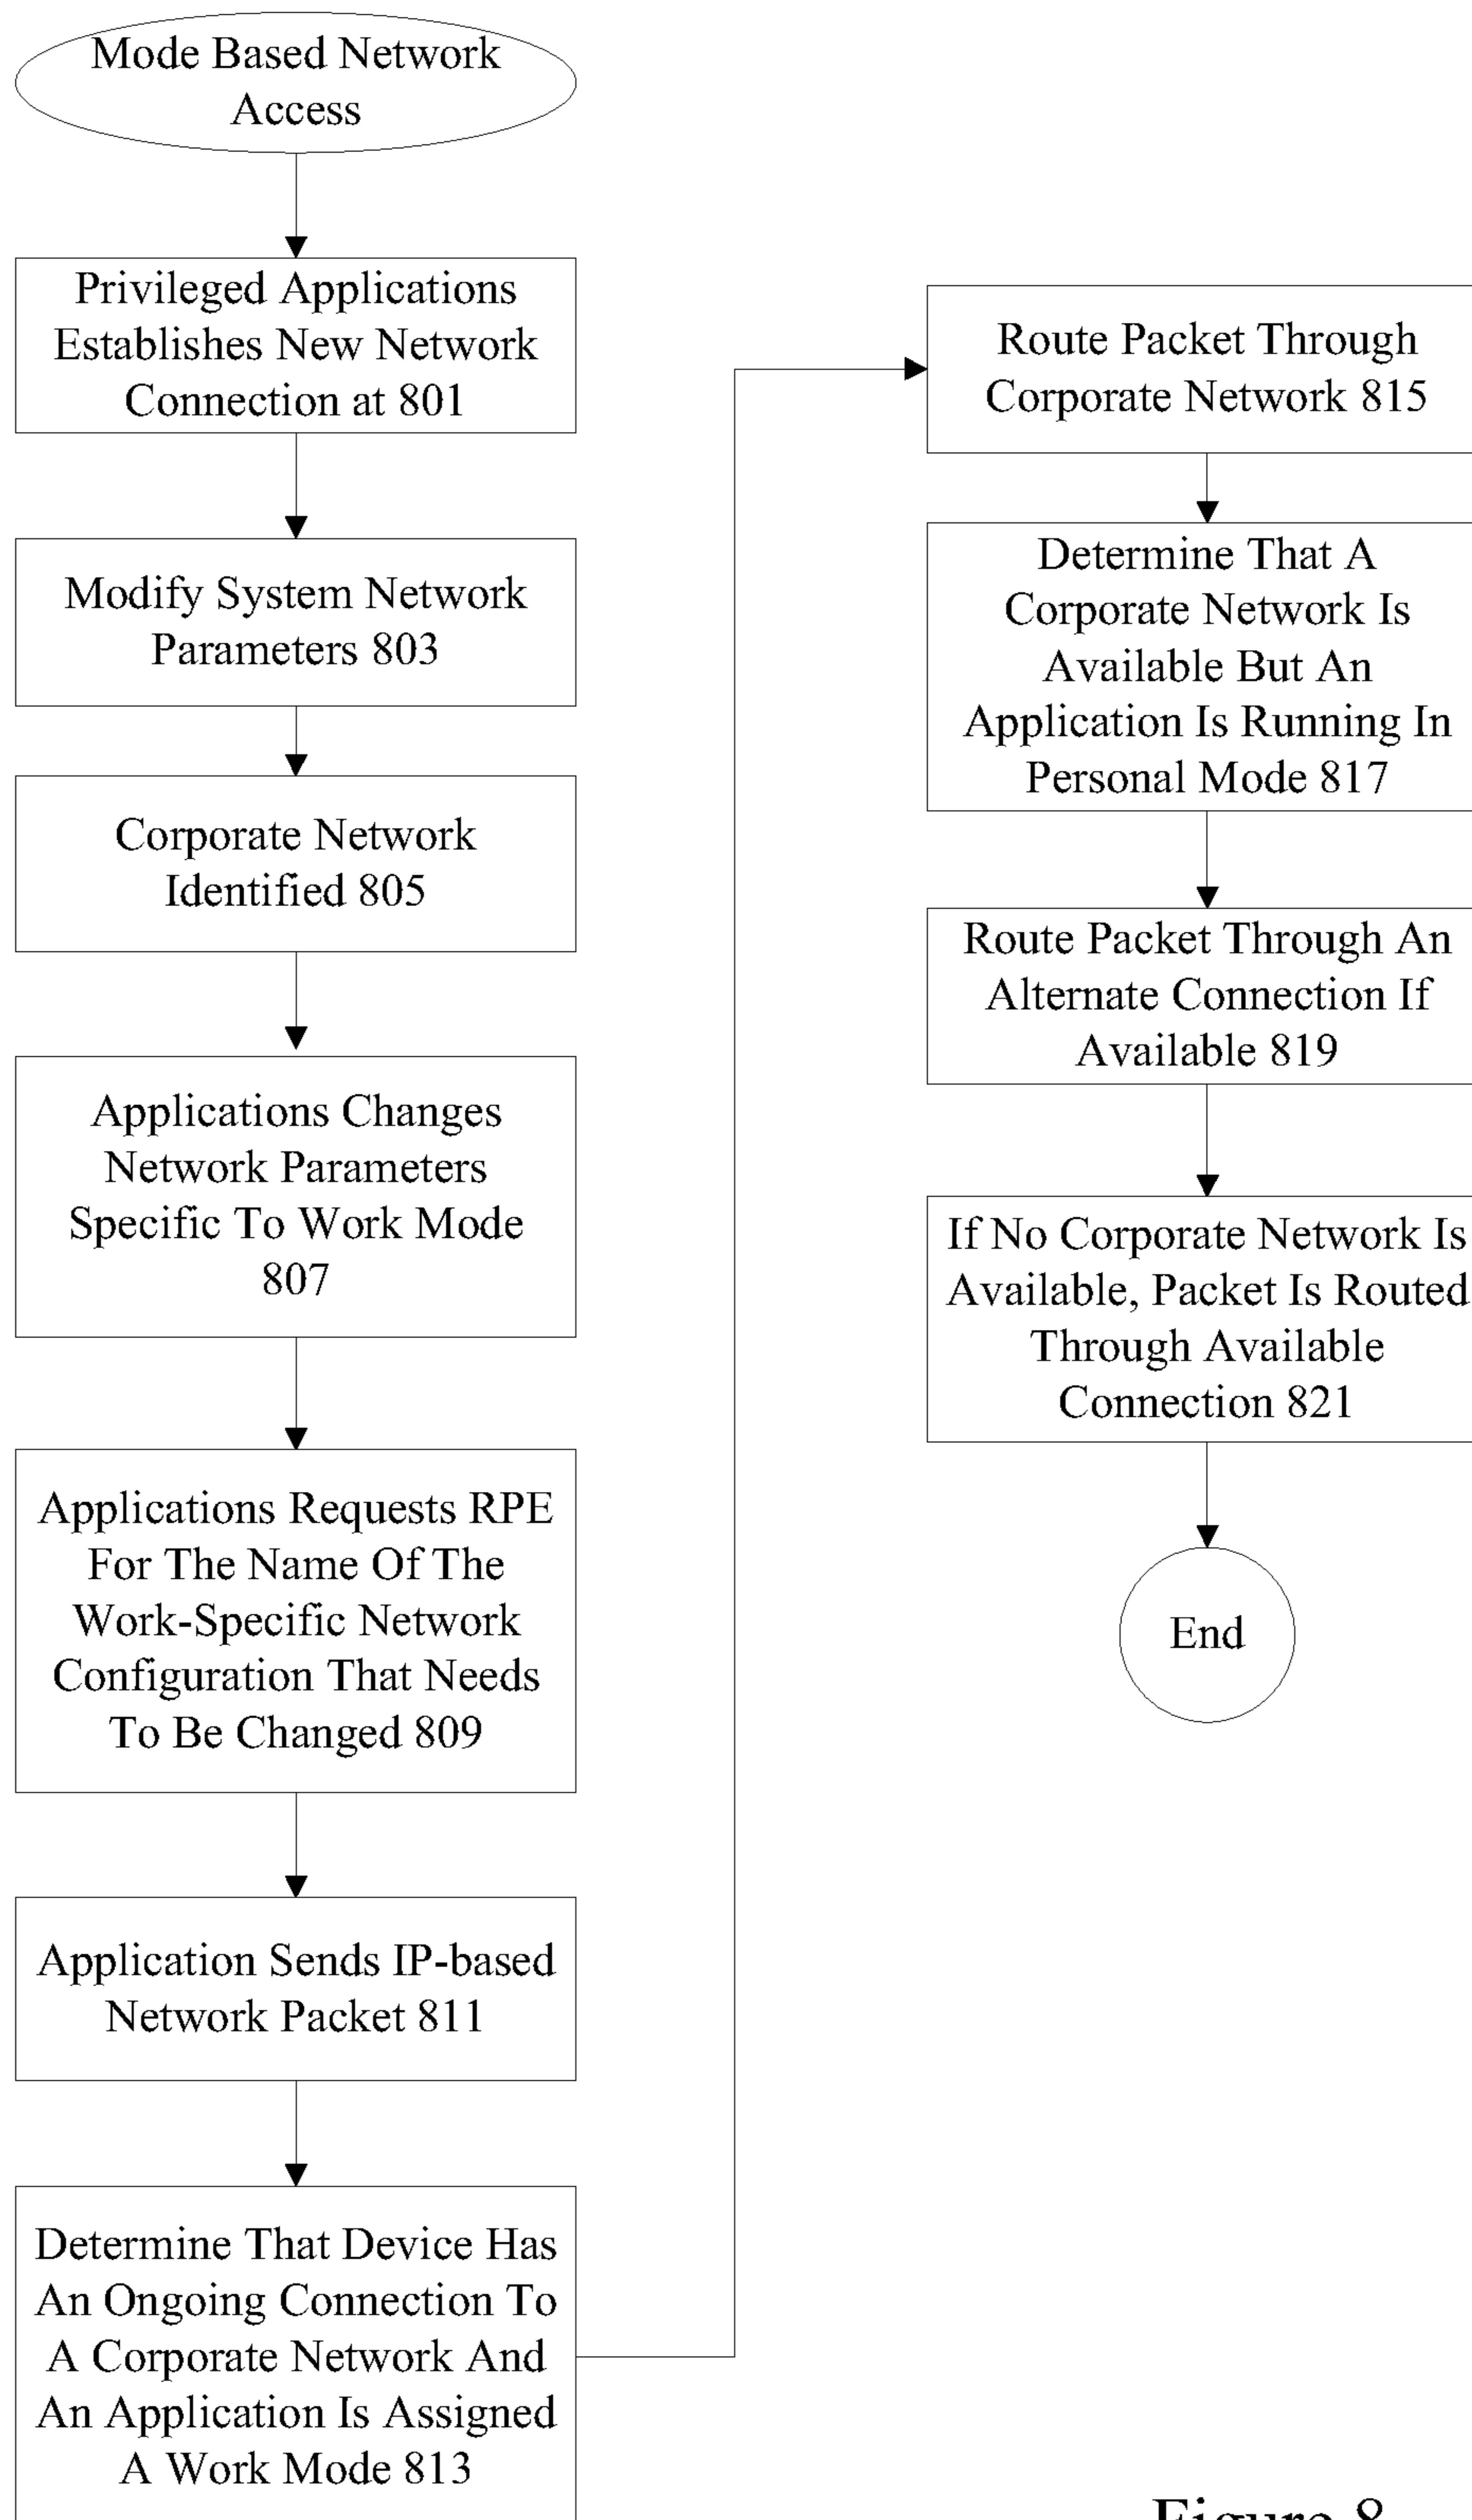 Mode Based Network
Access
Privileged Applications
Establishes New Network
Connection at 801
Modify System Network
Parameters 803
Corporate Network
Identified 805
Applications Changes
Network Parameters
Specific To Work Mode
807
Applications Requests RPE
For The Name Of The
Work-Specific Network
Configuration That Needs
To Be Changed 809
Application Sends IP-based
Network Packet 811
Determine That Device Has
An Ongoing Connection To
A Corporate Network And
An Application Is Assigned
A Work Mode 813
Route Packet Through
Corporate Network 815
Determine That A
Corporate Network Is
Available But An
Application Is Running In
Personal Mode 817
Route Packet Through An
Alternate Connection If
Available 819
If No Corporate Network Is
Available, Packet Is Routed
Through Available
Connection 821
End
Figure 8